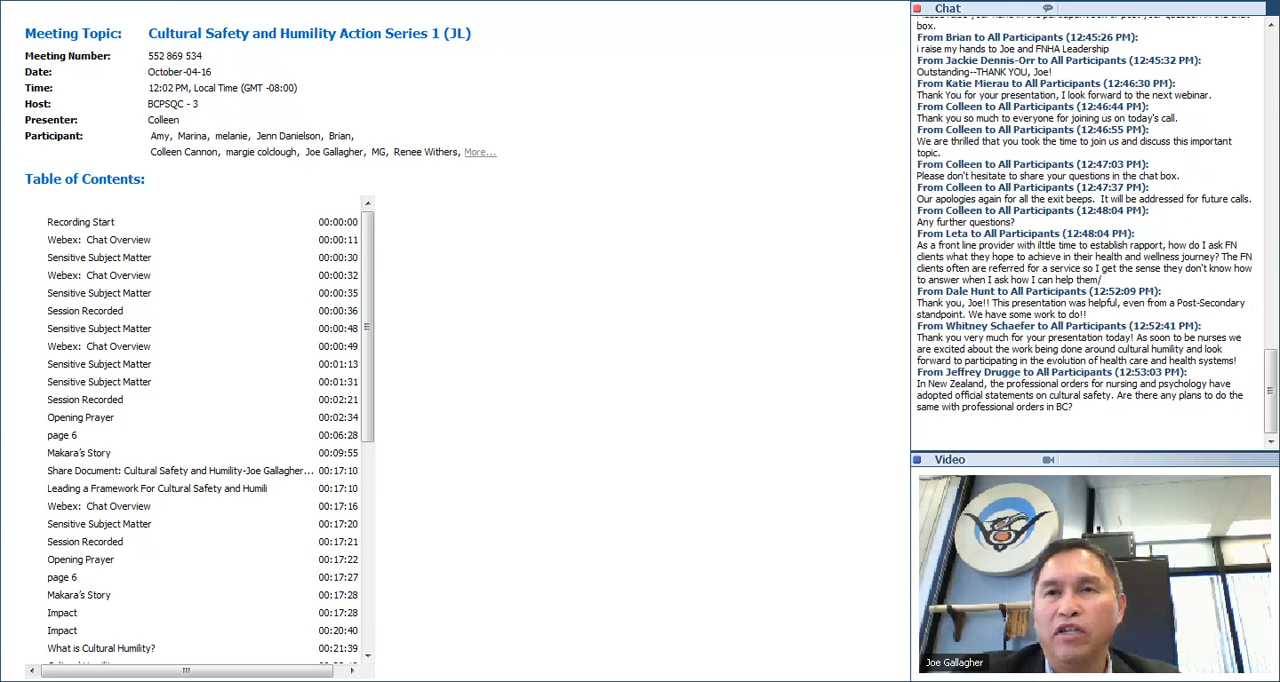 Meeting Topic: Cultural Safety and Humility Action Series 1 (JL)
Meeting Number: 552 869 534
Date: October-04-16
Time: 12:02 PM, Local Time (GMT -08:00)
Host: BCPSQC - 3
Presenter: Colleen
Participant: Amy, Marina, melanie, Jenn Danielson, Brian,
Colleen Cannon, margie colclough, Joe Gallagher, MG, Renee Withers, More...
Table of Contents:
Recording Start 00:00:00
Webex: Chat Overview 00:00:11
Sensitive Subject Matter 00:00:30
Webex: Chat Overview 00:00:32
Sensitive Subject Matter 00:00:35
Session Recorded 00:00:36
Sensitive Subject Matter 00:00:48
Webex: Chat Overview 00:00:49
Sensitive Subject Matter 00:01:13
Sensitive Subject Matter 00:01:31
Session Recorded 00:02:21
Opening Prayer 00:02:34
page 6 00:06:28
Makara's Story 00:09:55
Share Document: Cultural Safety and Humility-Joe Gallagher... 00:17:10
Leading a Framework For Cultural Safety and Humili 00:17:10
Webex: Chat Overview 00:17:16
Sensitive Subject Matter 00:17:20
Session Recorded 00:17:21
Opening Prayer 00:17:22
page 6 00:17:27
Makara's Story 00:17:28
Impact 00:17:28
Impact 00:20:40
What is Cultural Humility? 00:21:39
Chat
box.
From Brian to All Participants (12:45:26 PM):
i raise my hands to Joe and FNHA Leadership
From Jackie Dennis-Orr to All Participants (12:45:32 PM):
Outstanding--THANK YOU, Joe!
From Katie Mierau to All Participants (12:46:30 PM):
Thank You for your presentation, I look forward to the next webinar.
From Colleen to All Participants (12:46:44 PM):
Thank you so much to everyone for joining us on today's call.
From Colleen to All Participants (12:46:55 PM):
We are thrilled that you took the time to join us and discuss this important
topic.
From Colleen to All Participants (12:47:03 PM):
Please don't hesitate to share your questions in the chat box.
From Colleen to All Participants (12:47:37 PM):
Our apologies again for all the exit beeps. It will be addressed for future calls.
From Colleen to All Participants (12:48:04 PM):
Any further questions?
From Leta to All Participants (12:48:04 PM):
As a front line provider with ilttle time to establish rapport, how do I ask FN
clients what they hope to achieve in their health and wellness journey? The FN
clients often are referred for a service so I get the sense they don't know how
to answer when I ask how I can help them/
From Dale Hunt to All Participants (12:52:09 PM):
Thank you, Joe!! This presentation was helpful, even from a Post-Secondary
standpoint. We have some work to do!!
From Whitney Schaefer to All Participants (12:52:41 PM):
Thank you very much for your presentation today! As soon to be nurses we
are excited about the work being done around cultural humility and look
forward to participating in the evolution of health care and health systems!
From Jeffrey Drugge to All Participants (12:53:03 PM):
In New Zealand, the professional orders for nursing and psychology have
adopted official statements on cultural safety. Are there any plans to do the
same with professional orders in BC?
Video
Joe Gallagher